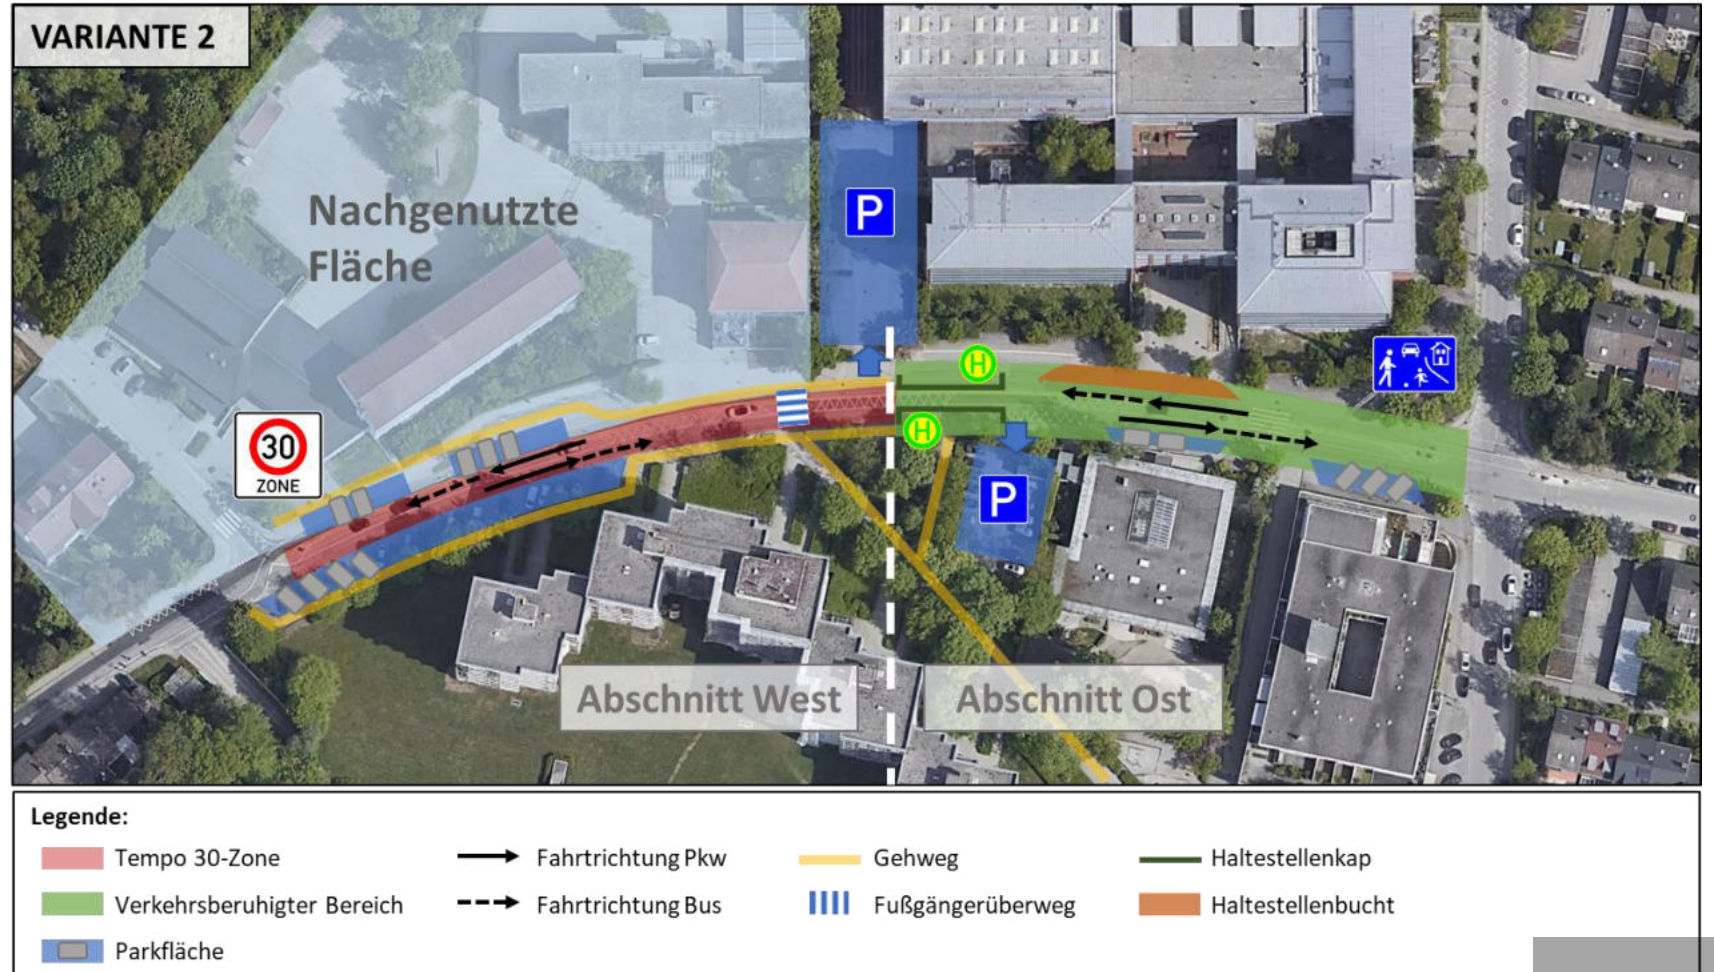 VARIANTE 2
Nachgenutzte
Fläche
P
30
ZONE
H
H
P
Abschnitt West
Abschnitt Ost
Legende:
Tempo 30-Zone
Fahrtrichtung Pkw
Gehweg
Haltestellenkap
Verkehrsberuhigter Bereich
Fahrtrichtung Bus
Fußgängerüberweg
Haltestellenbucht
Parkfläche